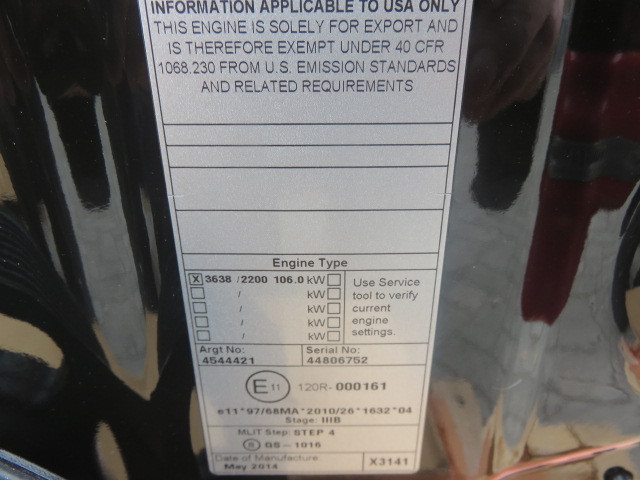 INFORMATION APPLICABLE TO USA ONLY
THIS ENGINE IS SOLELY FOR EXPORT AND
IS THEREFORE EXEMPT UNDER 40 CFR
1068.230 FROM U.S. EMISSION STANDARDS
AND RELATED REQUIREMENTS
Engine Type
X 3638 / 2200 106.0 kW
/ kW
/ kW
/ kW
/ kW
Use Service
tool to verify
current
engine
settings.
Argt No:
4544421
Serial No:
44806752
E 11 120R- 000161
e11*97/68MA*2010/26*1632*04
Stage: IIIB
MLIT Step: STEP 4
GS-1016
Date of Manufacture:
May 2014
X3141